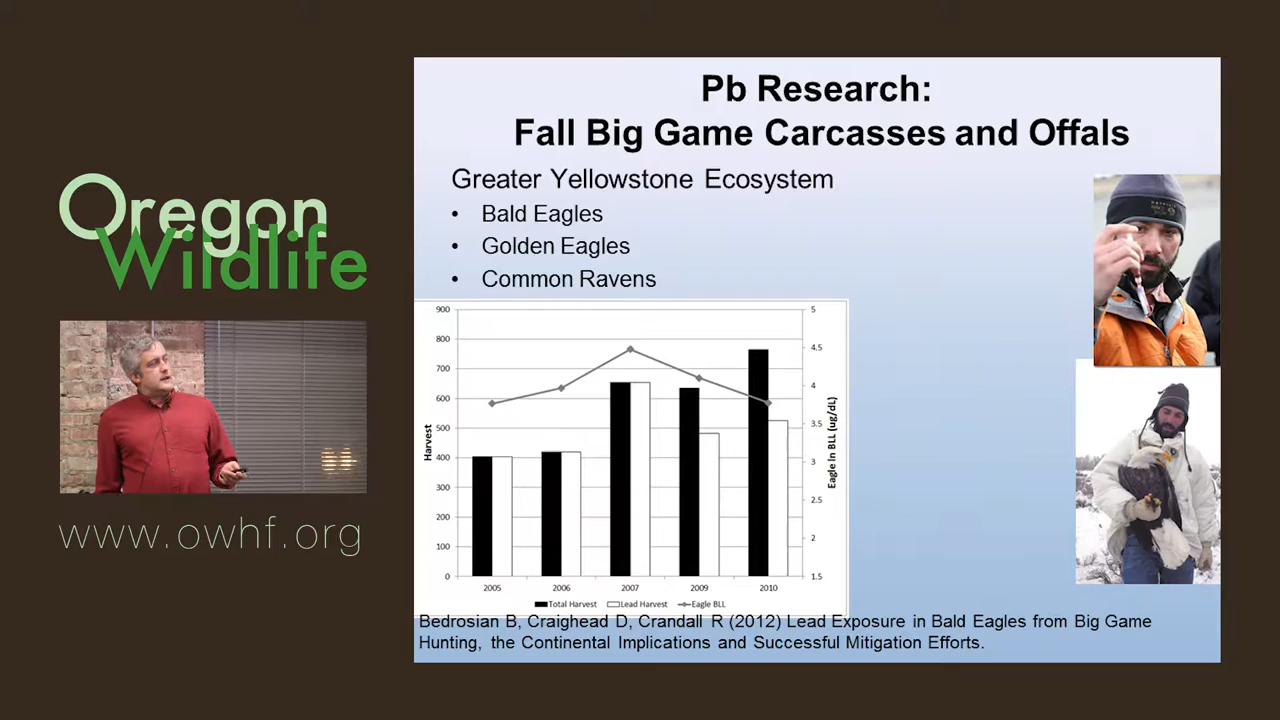 Oregon
Wildlife
www.owhf.org
Pb Research:
Fall Big Game Carcasses and Offals
Greater Yellowstone Ecosystem
• Bald Eagles
• Golden Eagles
• Common Ravens
900
800
700
600
500
400
300
200
100
0
Harvest
5
4.5
4
3.5
3
2.5
2
1.5
Eagle ln BLL (ug/dL)
2005 2006 2007 2009 2010
Total Harvest Lead Harvest Eagle BLL
Bedrosian B, Craighead D, Crandall R (2012) Lead Exposure in Bald Eagles from Big Game
Hunting, the Continental Implications and Successful Mitigation Efforts.